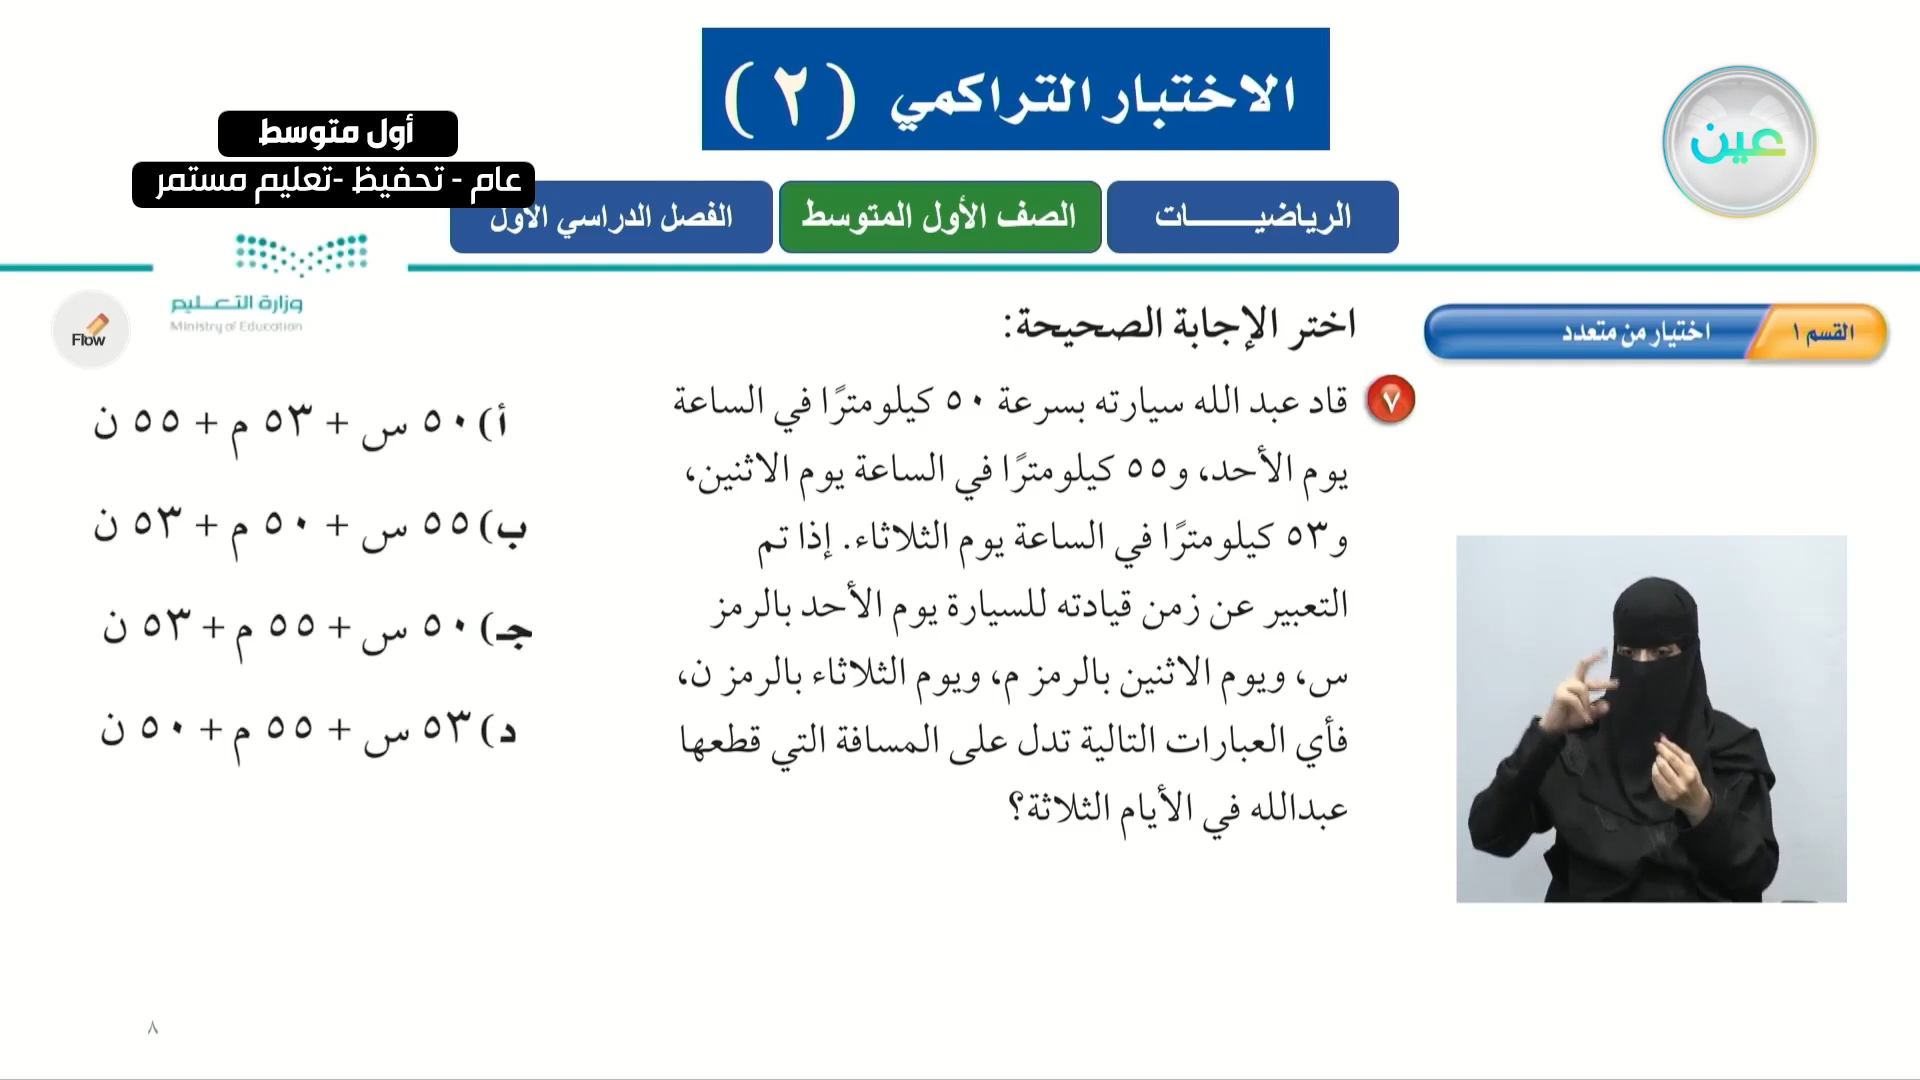 الاختبار التراكمي ( ٢ )
عين
أول متوسط
عام - تحفيظ -تعليم مستمر
الرياضيـــــــــات
الصف الأول المتوسط
الفصل الدراسي الأول
وزارة التعـــليم
Ministry of Education
Flow
القسم ١
اختيار من متعدد
اختر الإجابة الصحيحة:
٧ قاد عبد الله سيارته بسرعة ٥٠ كيلومترًا في الساعة
يوم الأحد، و٥٥ كيلومترًا في الساعة يوم الاثنين،
و٥٣ كيلومترًا في الساعة يوم الثلاثاء. إذا تم
التعبير عن زمن قيادته للسيارة يوم الأحد بالرمز
س، ويوم الاثنين بالرمز م، ويوم الثلاثاء بالرمز ن،
فأي العبارات التالية تدل على المسافة التي قطعها
عبدالله في الأيام الثلاثة؟
أ) ٥٠ س + ٥٣ م + ٥٥ ن
ب) ٥٥ س + ٥٠ م + ٥٣ ن
جـ) ٥٠ س + ٥٥ م + ٥٣ ن
د) ٥٣ س + ٥٥ م + ٥٠ ن
٨